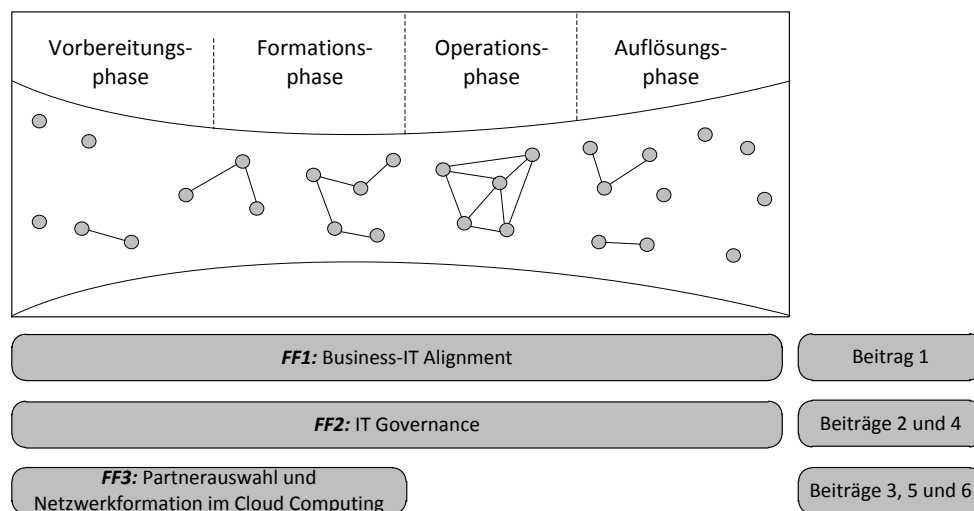 Vorbereitungs-
phase
Formations-
phase
Operations-
phase
Auflösungs-
phase
FF1: Business-IT Alignment
Beitrag 1
FF2: IT Governance
Beiträge 2 und 4
FF3: Partnerauswahl und
Netzwerkformation im Cloud Computing
Beiträge 3, 5 und 6